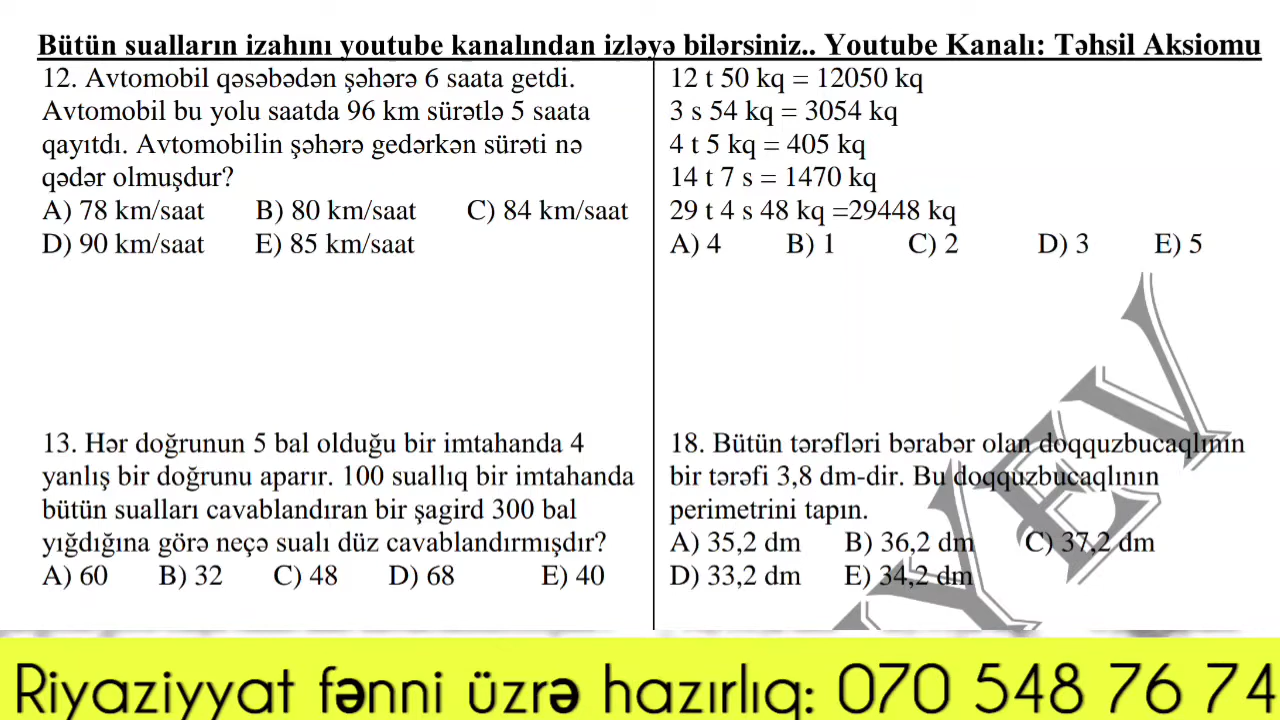 Bütün sualların izahını youtube kanalından izləyə bilərsiniz.. Youtube Kanalı: Təhsil Aksiomu
12. Avtomobil qəsəbədən şəhərə 6 saata getdi.
Avtomobil bu yolu saatda 96 km sürətlə 5 saata
qayıtdı. Avtomobilin şəhərə gedərkən sürəti nə
qədər olmuşdur?
A) 78 km/saat B) 80 km/saat C) 84 km/saat
D) 90 km/saat E) 85 km/saat
13. Hər doğrunun 5 bal olduğu bir imtahanda 4
yanlış bir doğrunu aparır. 100 suallıq bir imtahanda
bütün sualları cavablandıran bir şagird 300 bal
yığdığına görə neçə sualı düz cavablandırmışdır?
A) 60 B) 32 C) 48 D) 68 E) 40
12 t 50 kq = 12050 kq
3 s 54 kq = 3054 kq
4 t 5 kq = 405 kq
14 t 7 s = 1470 kq
29 t 4 s 48 kq =29448 kq
A) 4 B) 1 C) 2 D) 3 E) 5
18. Bütün tərəfləri bərabər olan doqquzbucaqlının
bir tərəfi 3,8 dm-dir. Bu doqquzbucaqlının
perimetrini tapın.
A) 35,2 dm B) 36,2 dm C) 37,2 dm
D) 33,2 dm E) 34,2 dm
YEV
Riyaziyyat fənni üzrə hazırlıq: 070 548 76 74